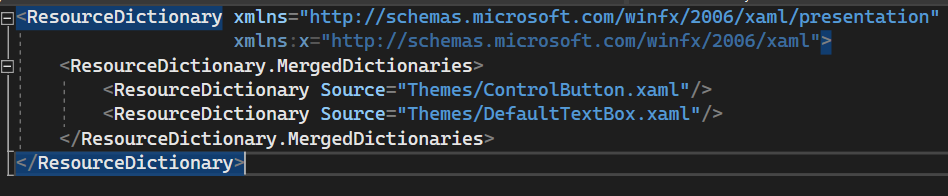 <ResourceDictionary xmlns="http://schemas.microsoft.com/winfx/2006/xaml/presentation"
                    xmlns:x="http://schemas.microsoft.com/winfx/2006/xaml">
    <ResourceDictionary.MergedDictionaries>
        <ResourceDictionary Source="Themes/ControlButton.xaml"/>
        <ResourceDictionary Source="Themes/DefaultTextBox.xaml"/>
    </ResourceDictionary.MergedDictionaries>
</ResourceDictionary>